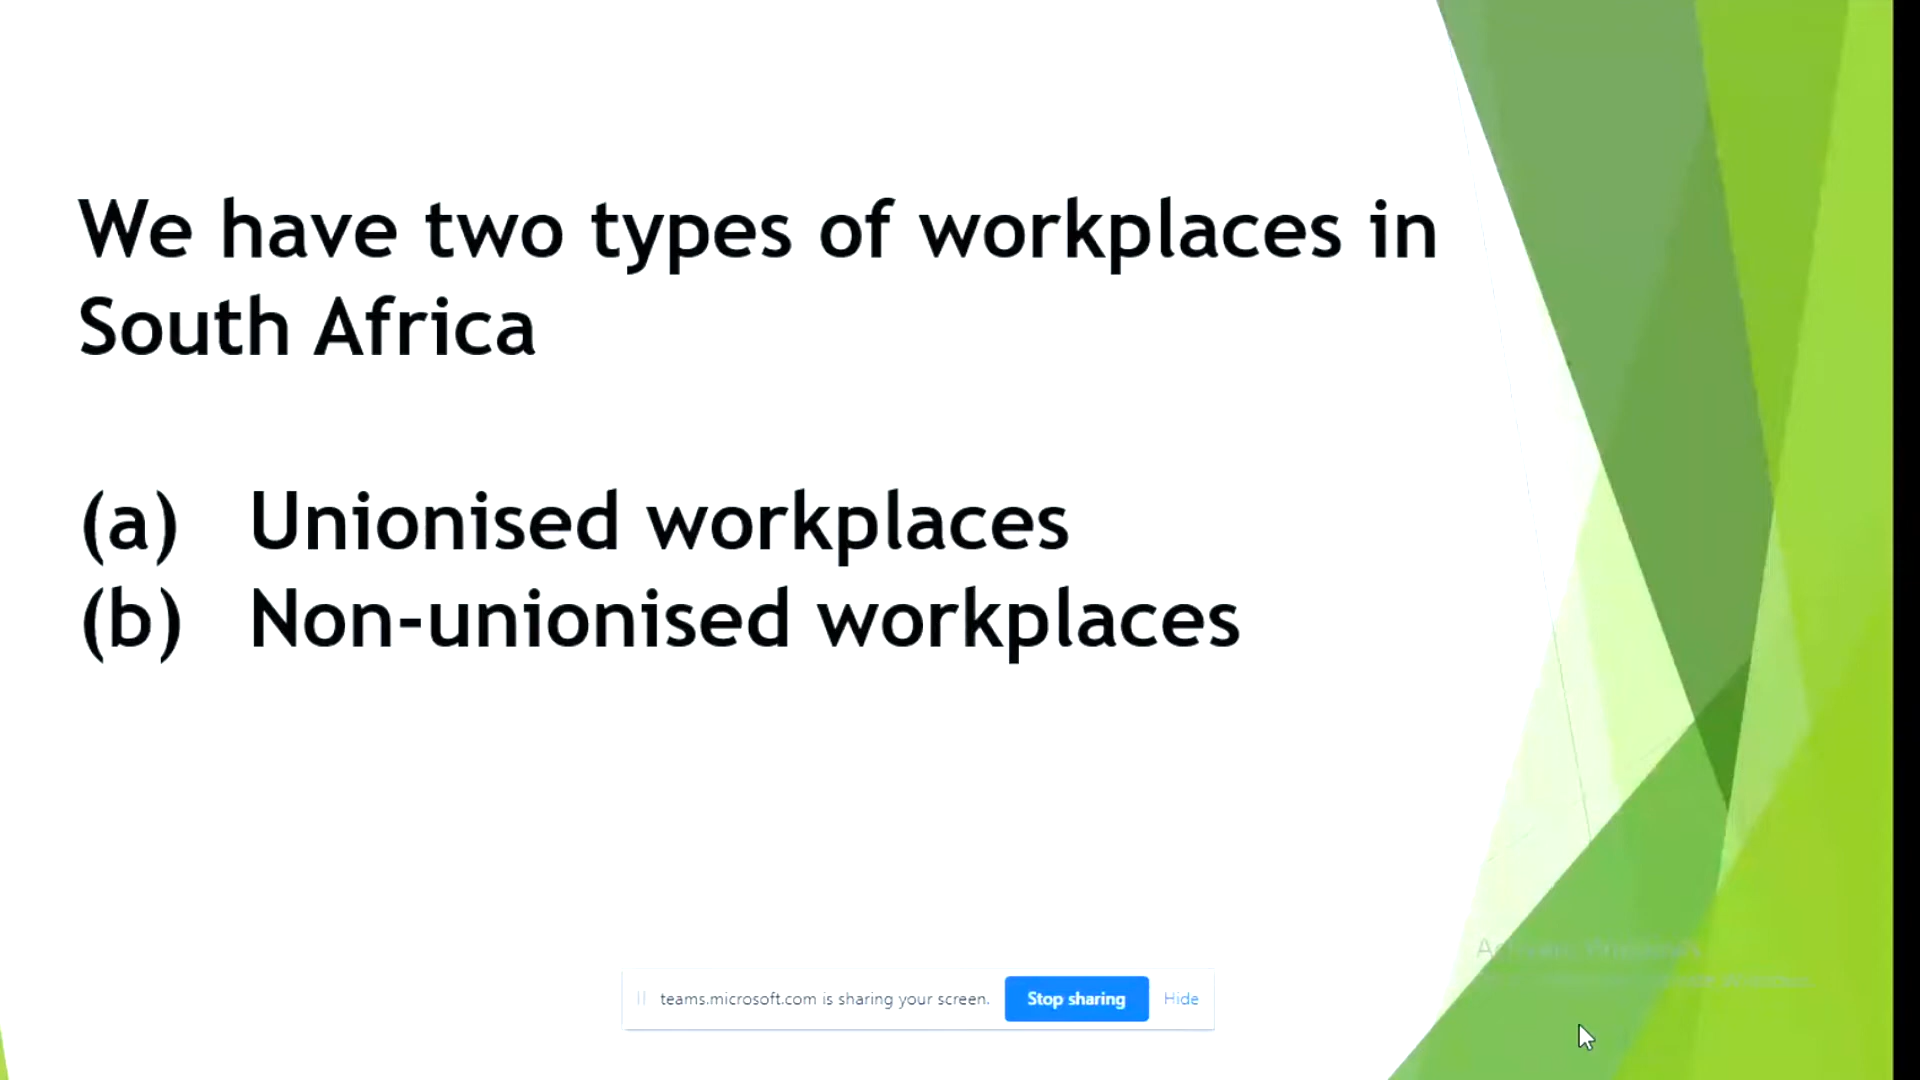 We have two types of workplaces in
South Africa
(a) Unionised workplaces
(b) Non-unionised workplaces
teams.microsoft.com is sharing your screen. Stop sharing Hide